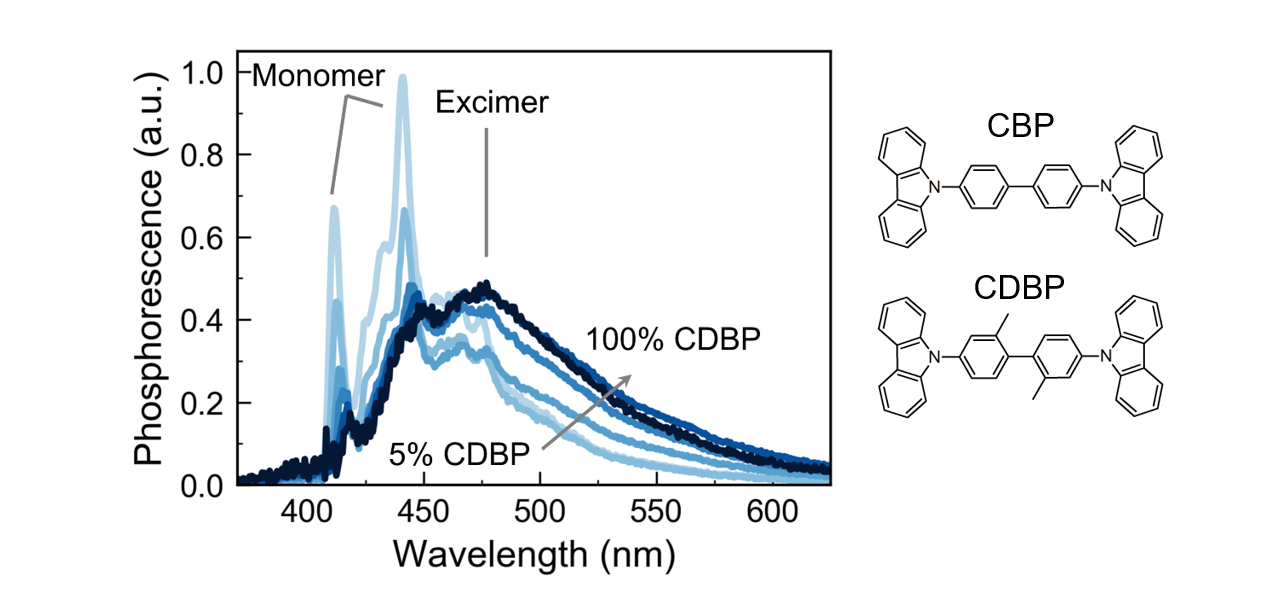 Phosphorescence (a.u.)
1.0
0.8
0.6
0.4
0.2
0.0
Monomer
Excimer
100% CDBP
5% CDBP
400 450 500 550 600
Wavelength (nm)
CBP
N N
CDBP
N N